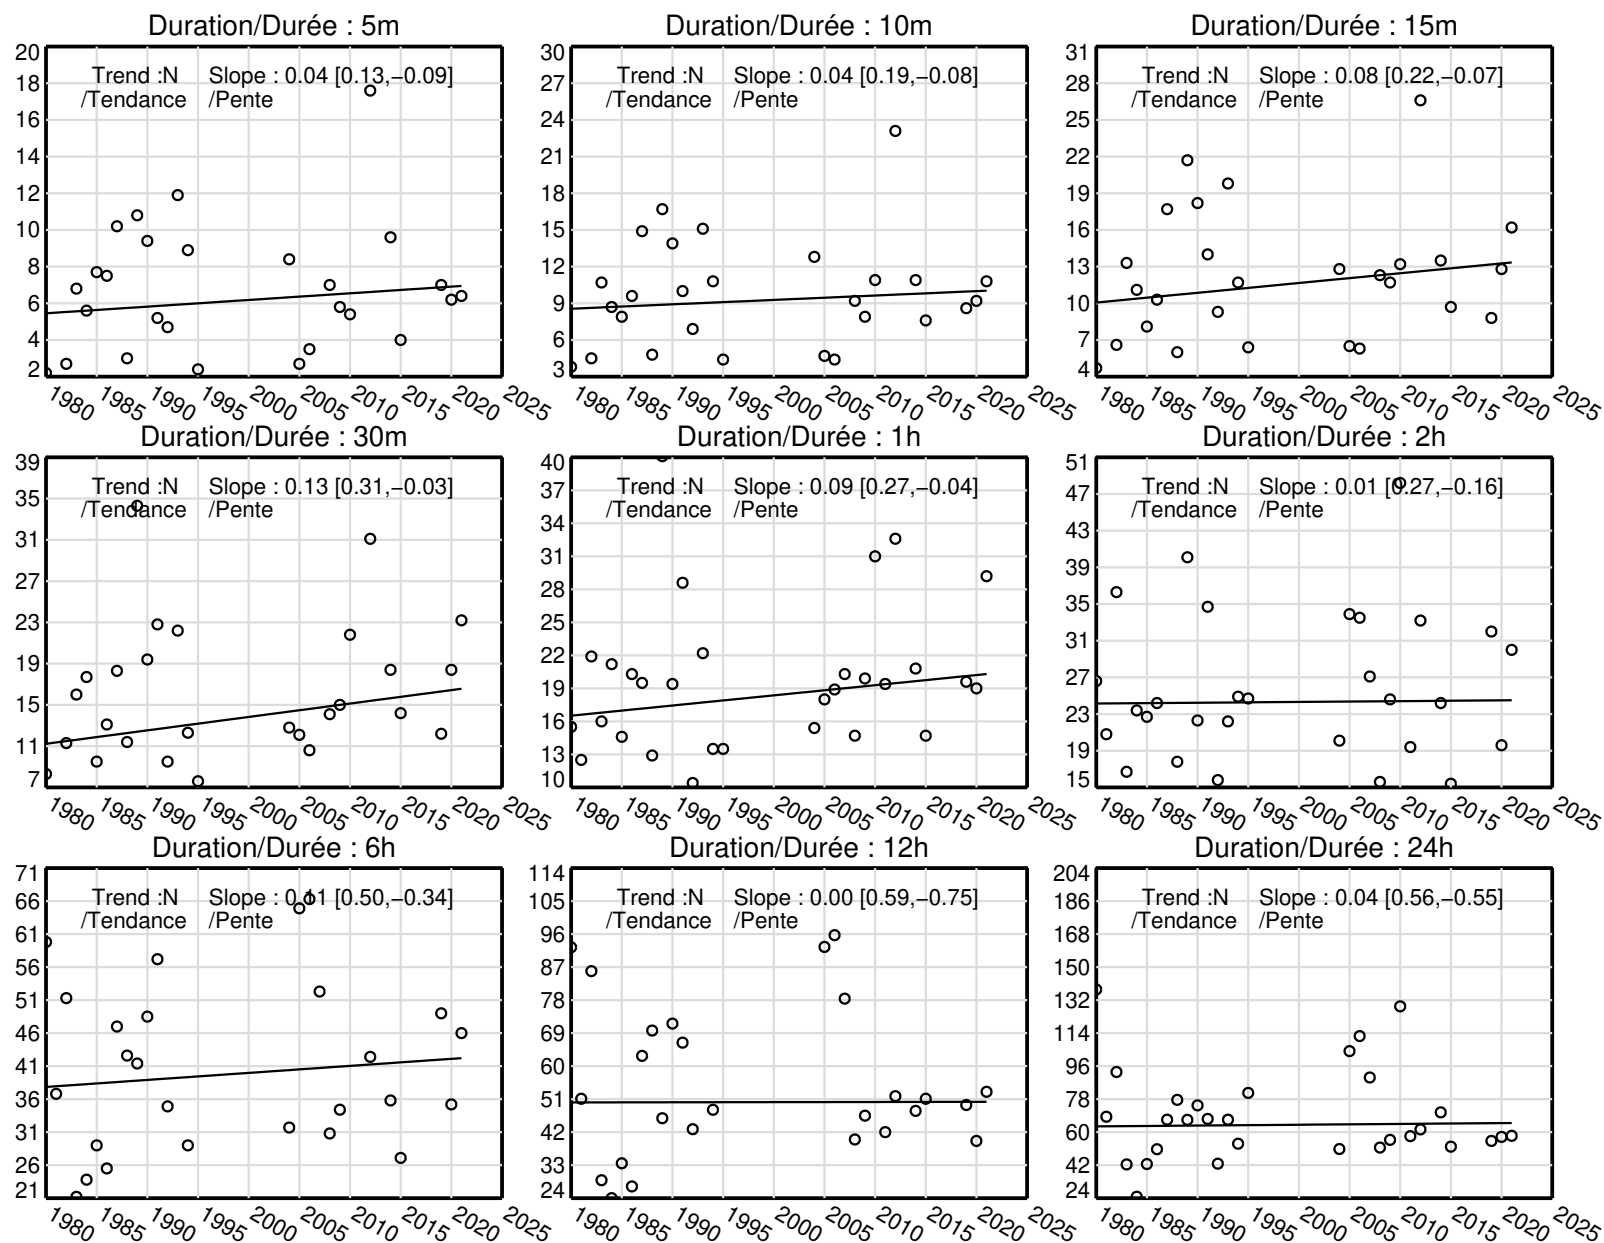 Duration/Durée : 5m
Trend :N Slope : 0.04 [0.13,−0.09]
/Tendance /Pente
20
18
16
14
12
10
8
6
4
2
1980 1985 1990 1995 2000 2005 2010 2015 2020 2025
Duration/Durée : 10m
Trend :N Slope : 0.04 [0.19,−0.08]
/Tendance /Pente
30
27
24
21
18
15
12
9
6
3
1980 1985 1990 1995 2000 2005 2010 2015 2020 2025
Duration/Durée : 15m
Trend :N Slope : 0.08 [0.22,−0.07]
/Tendance /Pente
31
28
25
22
19
16
13
10
7
4
1980 1985 1990 1995 2000 2005 2010 2015 2020 2025
Duration/Durée : 30m
Trend :N Slope : 0.13 [0.31,−0.03]
/Tendance /Pente
39
35
31
27
23
19
15
11
7
1980 1985 1990 1995 2000 2005 2010 2015 2020 2025
Duration/Durée : 1h
Trend :N Slope : 0.09 [0.27,−0.04]
/Tendance /Pente
40
37
34
31
28
25
22
19
16
13
10
1980 1985 1990 1995 2000 2005 2010 2015 2020 2025
Duration/Durée : 2h
Trend :N Slope : 0.01 [0.27,−0.16]
/Tendance /Pente
51
47
43
39
35
31
27
23
19
15
1980 1985 1990 1995 2000 2005 2010 2015 2020 2025
Duration/Durée : 6h
Trend :N Slope : 0.11 [0.50,−0.34]
/Tendance /Pente
71
66
61
56
51
46
41
36
31
26
21
1980 1985 1990 1995 2000 2005 2010 2015 2020 2025
Duration/Durée : 12h
Trend :N Slope : 0.00 [0.59,−0.75]
/Tendance /Pente
114
105
96
87
78
69
60
51
42
33
24
1980 1985 1990 1995 2000 2005 2010 2015 2020 2025
Duration/Durée : 24h
Trend :N Slope : 0.04 [0.56,−0.55]
/Tendance /Pente
204
186
168
150
132
114
96
78
60
42
24
1980 1985 1990 1995 2000 2005 2010 2015 2020 2025